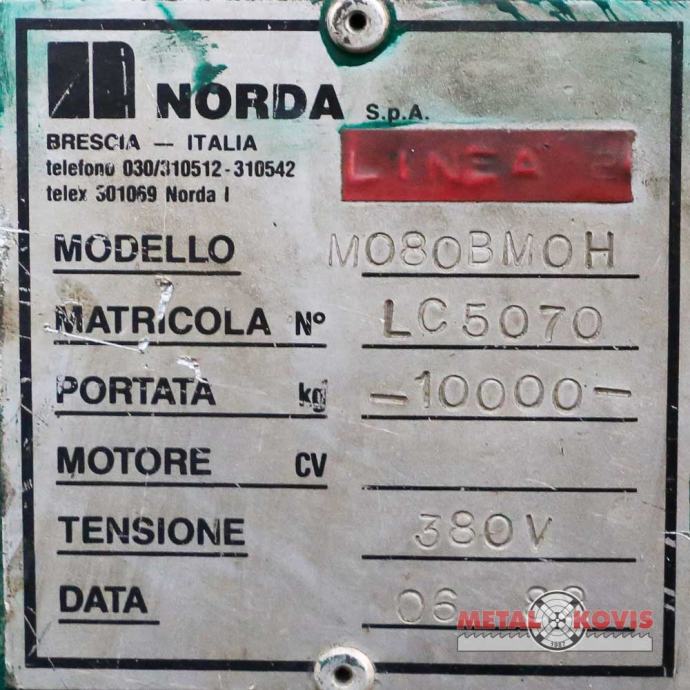 NORDA S.p.A.
BRESCIA — ITALIA
telefono 030/310512-310542
telex 301069 Norda I
LINEA 2
MODELLO M080BM0H
MATRICOLA N° LC5070
PORTATA kg -10000-
MOTORE CV
TENSIONE 380V
DATA 06
METAL KOVIS
1987